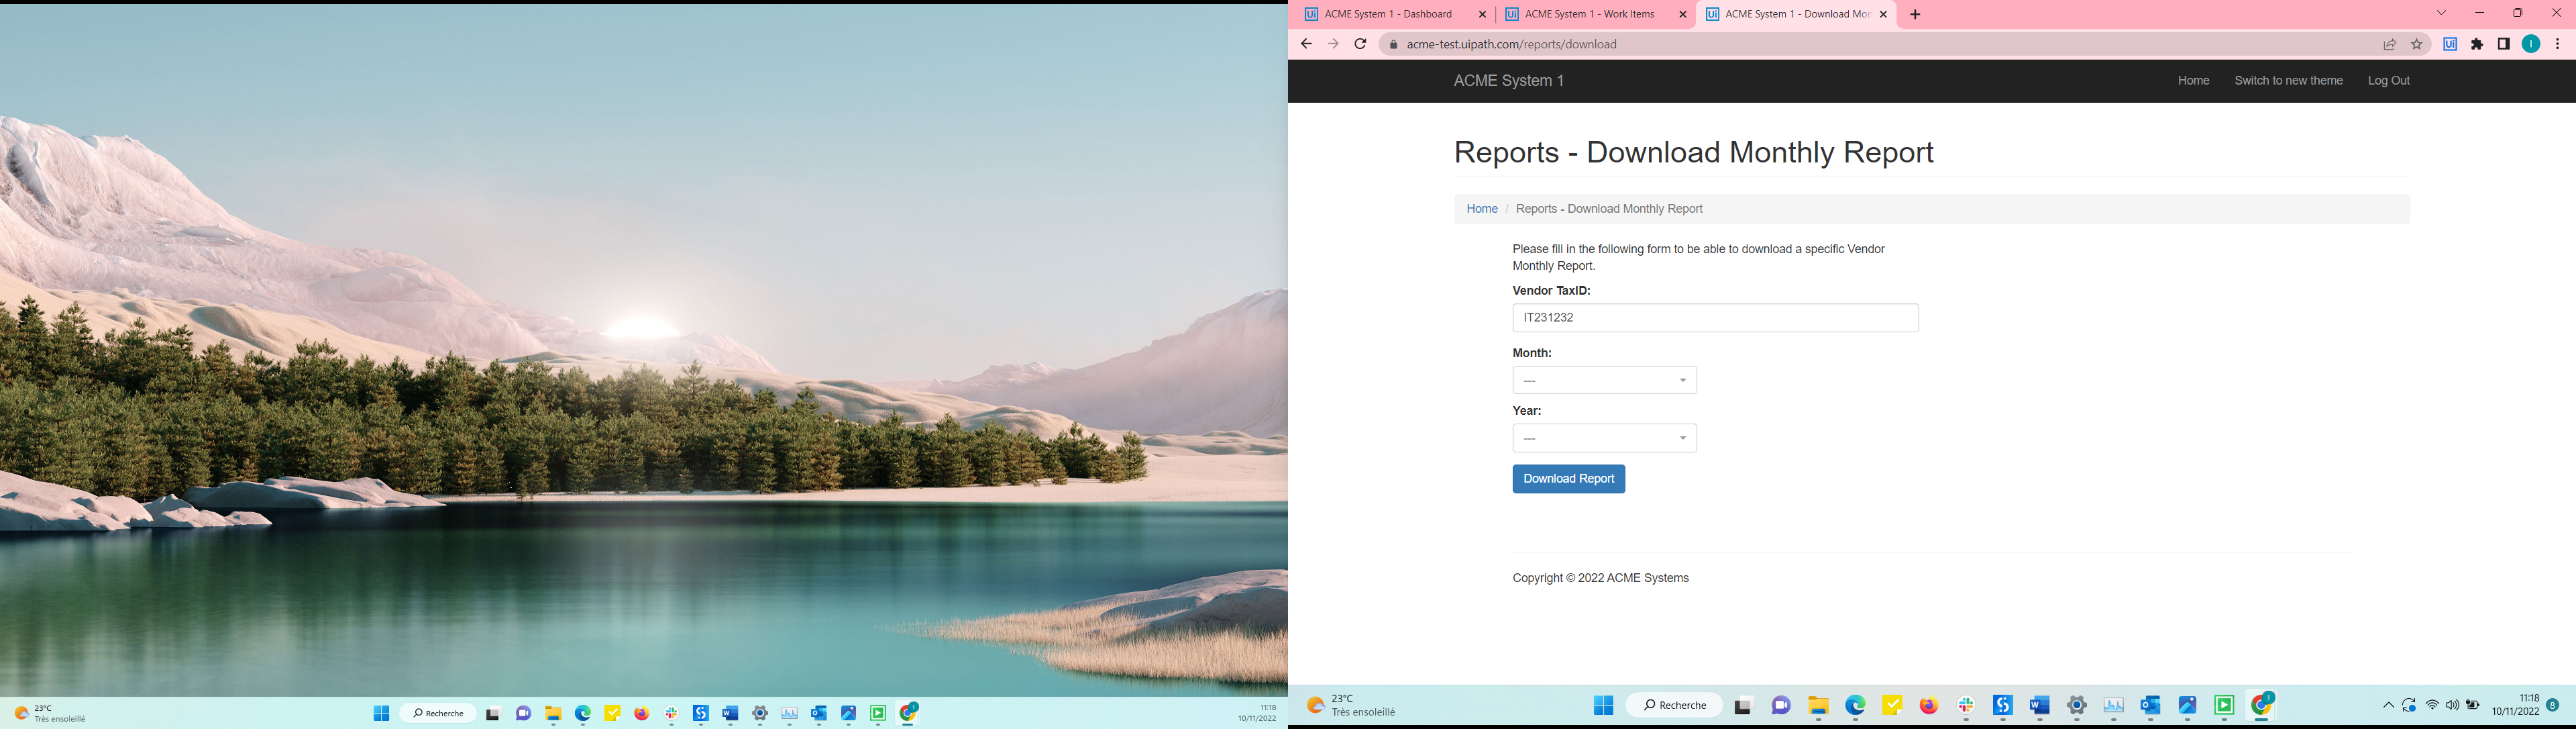 ACME System 1 - Dashboard
ACME System 1 - Work Items
ACME System 1 - Download Mon
acme-test.uipath.com/reports/download
ACME System 1
Home
Switch to new theme
Log Out
Reports - Download Monthly Report
Home / Reports - Download Monthly Report
Please fill in the following form to be able to download a specific Vendor
Monthly Report.
Vendor TaxID:
IT231232
Month:
---
Year:
---
Download Report
Copyright © 2022 ACME Systems
23°C
Très ensoleillé
Recherche
11:18
10/11/2022
23°C
Très ensoleillé
Recherche
11:18
10/11/2022
8